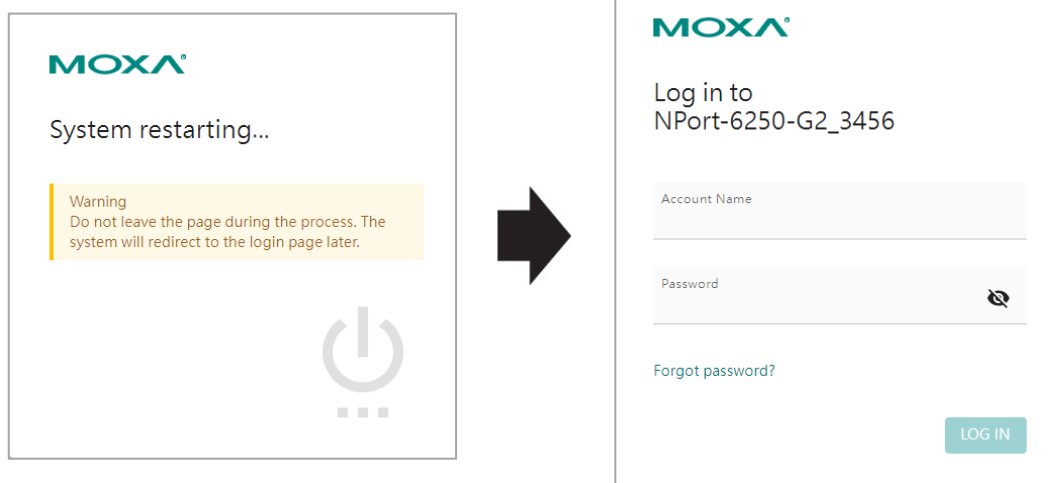 MOXA®
System restarting...
Warning
Do not leave the page during the process. The
system will redirect to the login page later.
MOXA®
Log in to
NPort-6250-G2_3456
Account Name
Password
Forgot password?
LOG IN